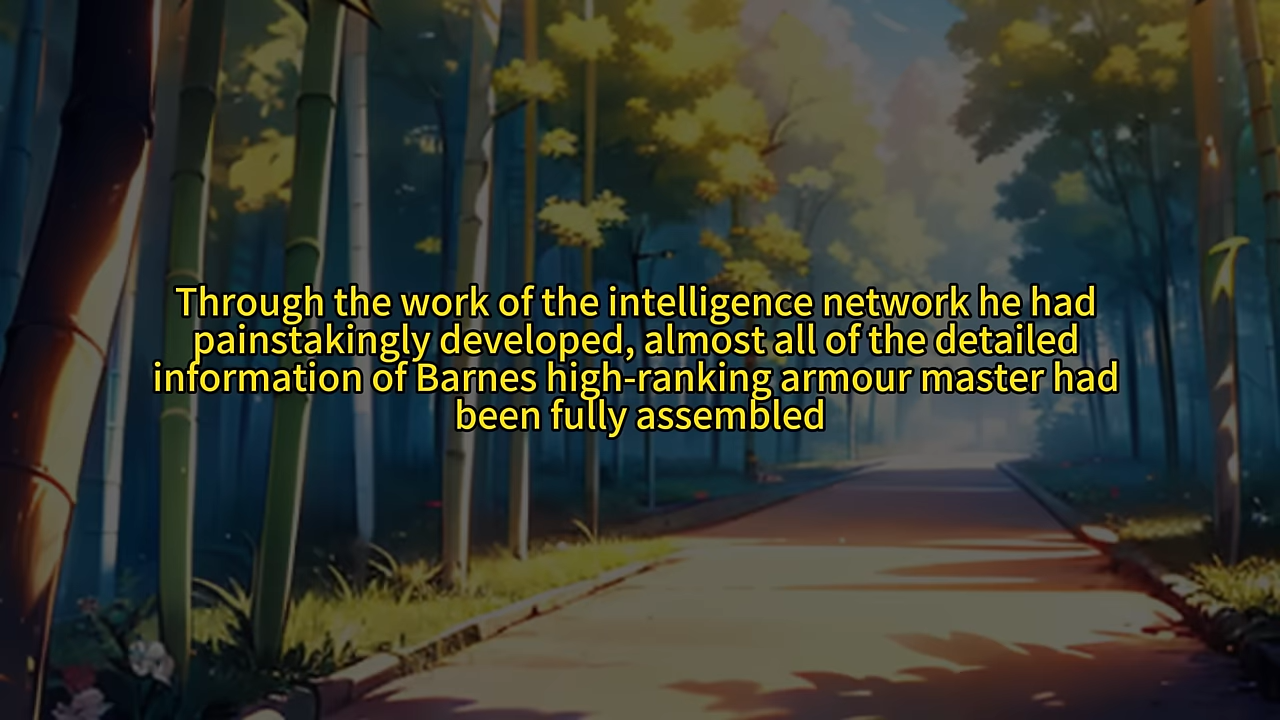 Through the work of the intelligence network he had
painstakingly developed, almost all of the detailed
information of Barnes high-ranking armour master had
been fully assembled